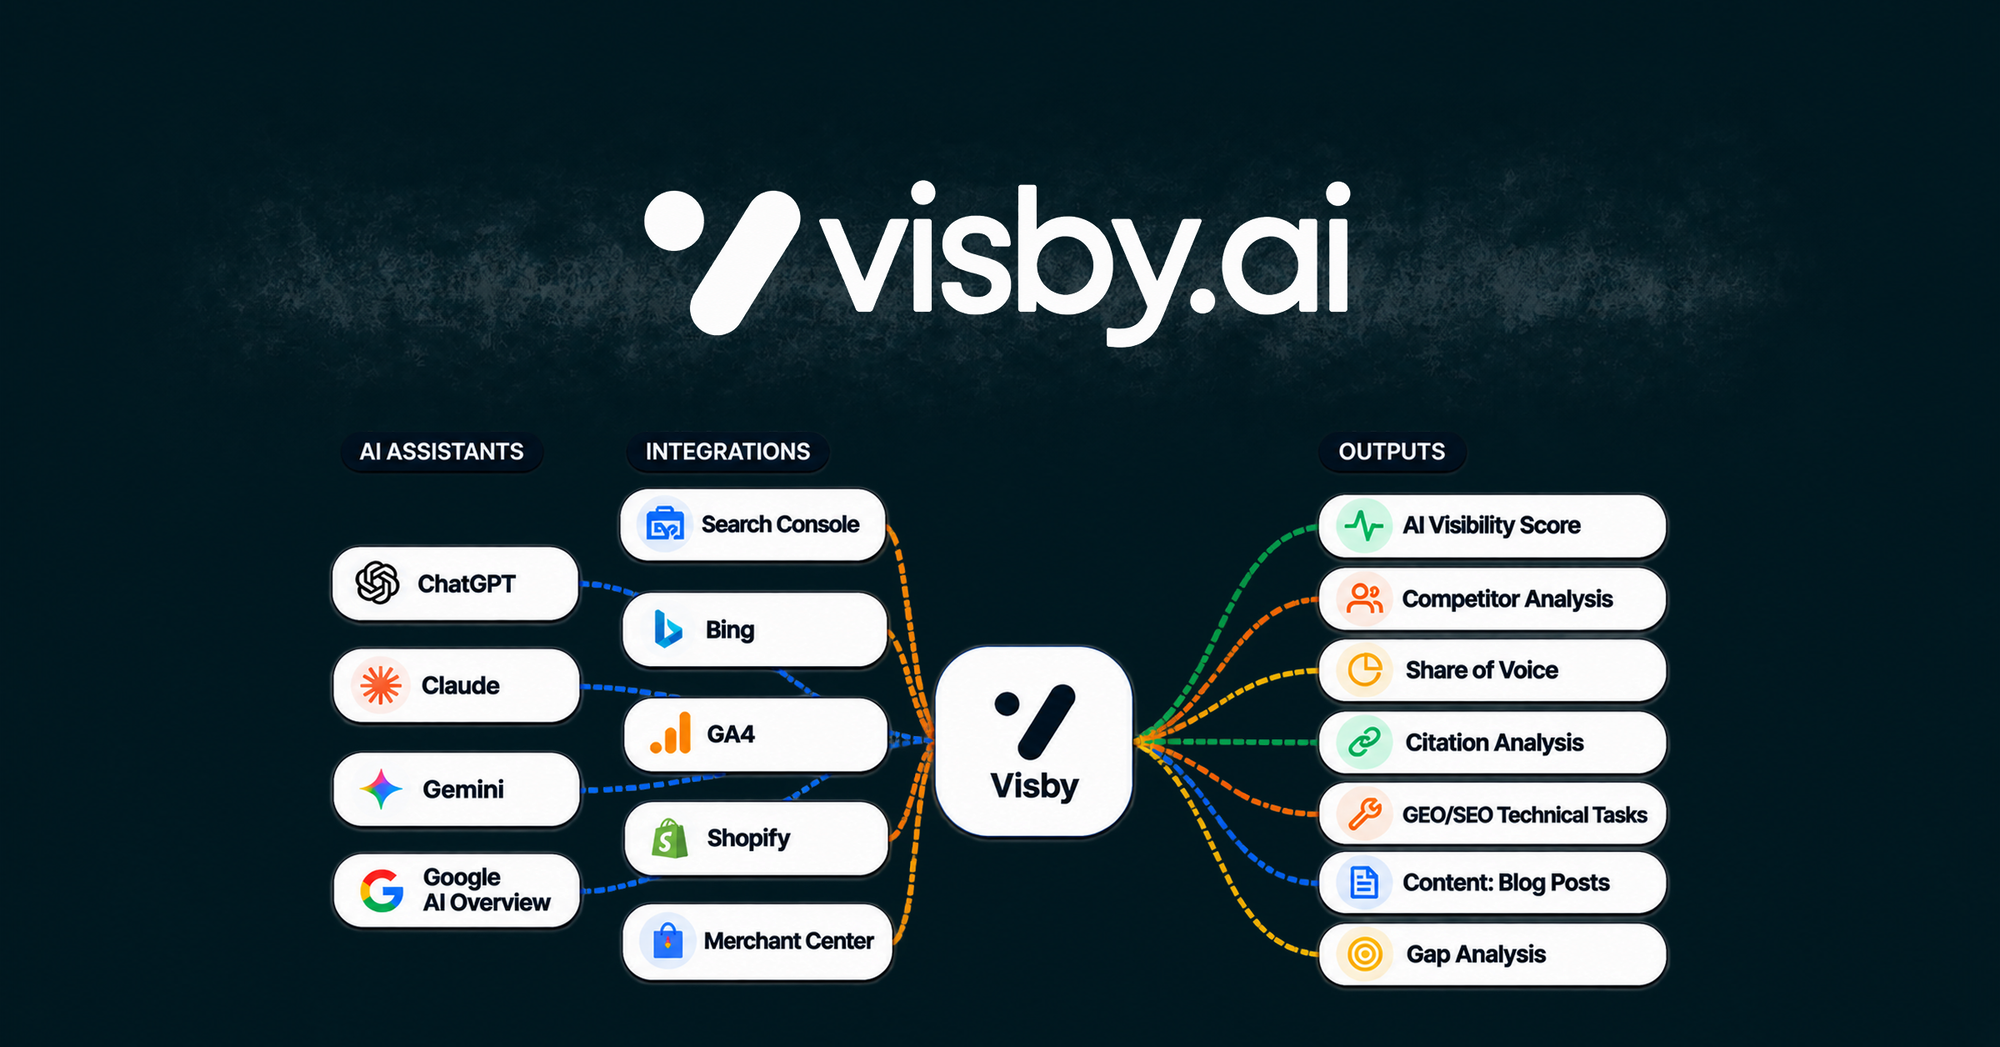 visby.ai
AI ASSISTANTS
ChatGPT
Claude
Gemini
Google
AI Overview
INTEGRATIONS
Search Console
Bing
GA4
Shopify
Merchant Center
Visby
OUTPUTS
AI Visibility Score
Competitor Analysis
Share of Voice
Citation Analysis
GEO/SEO Technical Tasks
Content: Blog Posts
Gap Analysis